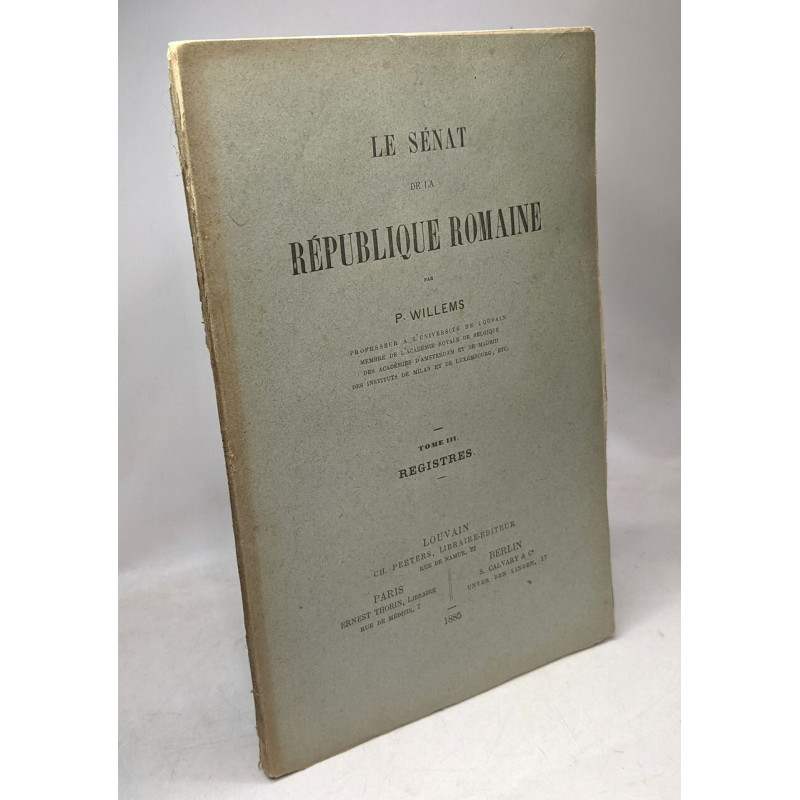 LE SÉNAT
DE LA
RÉPUBLIQUE ROMAINE
PAR
P. WILLEMS
PROFESSEUR A L'UNIVERSITÉ DE LOUVAIN
MEMBRE DE L'ACADÉMIE ROYALE DE BELGIQUE
DES ACADÉMIES D'AMSTERDAM ET DE MADRID
DES INSTITUTS DE MILAN ET DE LUXEMBOURG, ETC.
TOME III.
REGISTRES.
LOUVAIN
CH. PEETERS, LIBRAIRE-ÉDITEUR
RUE DE NAMUR, 22
PARIS
ERNEST THORIN, LIBRAIRE
RUE DE MÉDICIS, 7
BERLIN
S. CALVARY & Cº
UNTER DEN LINDEN, 17
1885